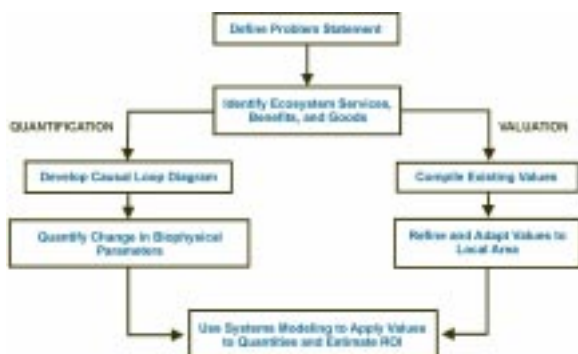 Define Problem Statement
Identify Ecosystem Services,
Benefits, and Goods
QUANTIFICATION
VALUATION
Develop Causal Loop Diagram
Compile Existing Values
Quantify Change in Biophysical
Parameters
Refine and Adapt Values to
Local Area
Use Systems Modeling to Apply Values
to Quantities and Estimate ROI